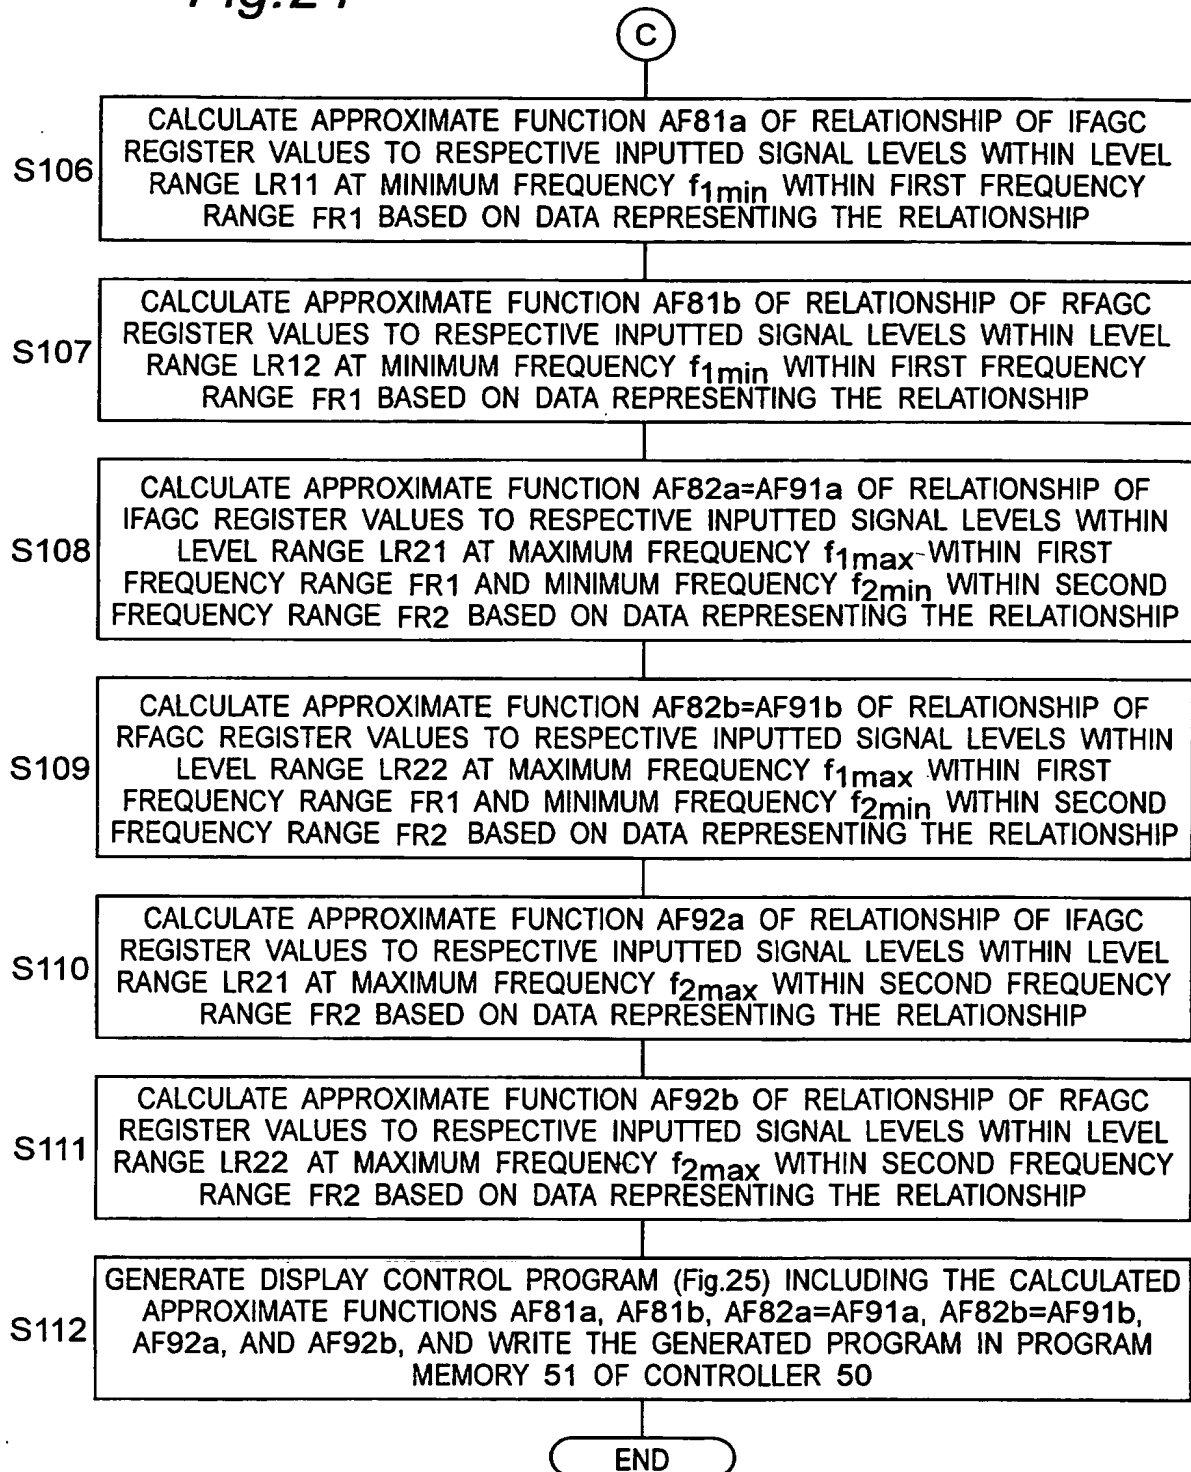 Fig.24
C
S106
CALCULATE APPROXIMATE FUNCTION AF81a OF RELATIONSHIP OF IFAGC
REGISTER VALUES TO RESPECTIVE INPUTTED SIGNAL LEVELS WITHIN LEVEL
RANGE LR11 AT MINIMUM FREQUENCY f1min WITHIN FIRST FREQUENCY
RANGE FR1 BASED ON DATA REPRESENTING THE RELATIONSHIP
S107
CALCULATE APPROXIMATE FUNCTION AF81b OF RELATIONSHIP OF RFAGC
REGISTER VALUES TO RESPECTIVE INPUTTED SIGNAL LEVELS WITHIN LEVEL
RANGE LR12 AT MINIMUM FREQUENCY f1min WITHIN FIRST FREQUENCY
RANGE FR1 BASED ON DATA REPRESENTING THE RELATIONSHIP
S108
CALCULATE APPROXIMATE FUNCTION AF82a=AF91a OF RELATIONSHIP OF
IFAGC REGISTER VALUES TO RESPECTIVE INPUTTED SIGNAL LEVELS WITHIN
LEVEL RANGE LR21 AT MAXIMUM FREQUENCY f1max WITHIN FIRST
FREQUENCY RANGE FR1 AND MINIMUM FREQUENCY f2min WITHIN SECOND
FREQUENCY RANGE FR2 BASED ON DATA REPRESENTING THE RELATIONSHIP
S109
CALCULATE APPROXIMATE FUNCTION AF82b=AF91b OF RELATIONSHIP OF
RFAGC REGISTER VALUES TO RESPECTIVE INPUTTED SIGNAL LEVELS WITHIN
LEVEL RANGE LR22 AT MAXIMUM FREQUENCY f1max WITHIN FIRST
FREQUENCY RANGE FR1 AND MINIMUM FREQUENCY f2min WITHIN SECOND
FREQUENCY RANGE FR2 BASED ON DATA REPRESENTING THE RELATIONSHIP
S110
CALCULATE APPROXIMATE FUNCTION AF92a OF RELATIONSHIP OF IFAGC
REGISTER VALUES TO RESPECTIVE INPUTTED SIGNAL LEVELS WITHIN LEVEL
RANGE LR21 AT MAXIMUM FREQUENCY f2max WITHIN SECOND FREQUENCY
RANGE FR2 BASED ON DATA REPRESENTING THE RELATIONSHIP
S111
CALCULATE APPROXIMATE FUNCTION AF92b OF RELATIONSHIP OF RFAGC
REGISTER VALUES TO RESPECTIVE INPUTTED SIGNAL LEVELS WITHIN LEVEL
RANGE LR22 AT MAXIMUM FREQUENCY f2max WITHIN SECOND FREQUENCY
RANGE FR2 BASED ON DATA REPRESENTING THE RELATIONSHIP
S112
GENERATE DISPLAY CONTROL PROGRAM (Fig.25) INCLUDING THE CALCULATED
APPROXIMATE FUNCTIONS AF81a, AF81b, AF82a=AF91a, AF82b=AF91b,
AF92a, AND AF92b, AND WRITE THE GENERATED PROGRAM IN PROGRAM
MEMORY 51 OF CONTROLLER 50
END